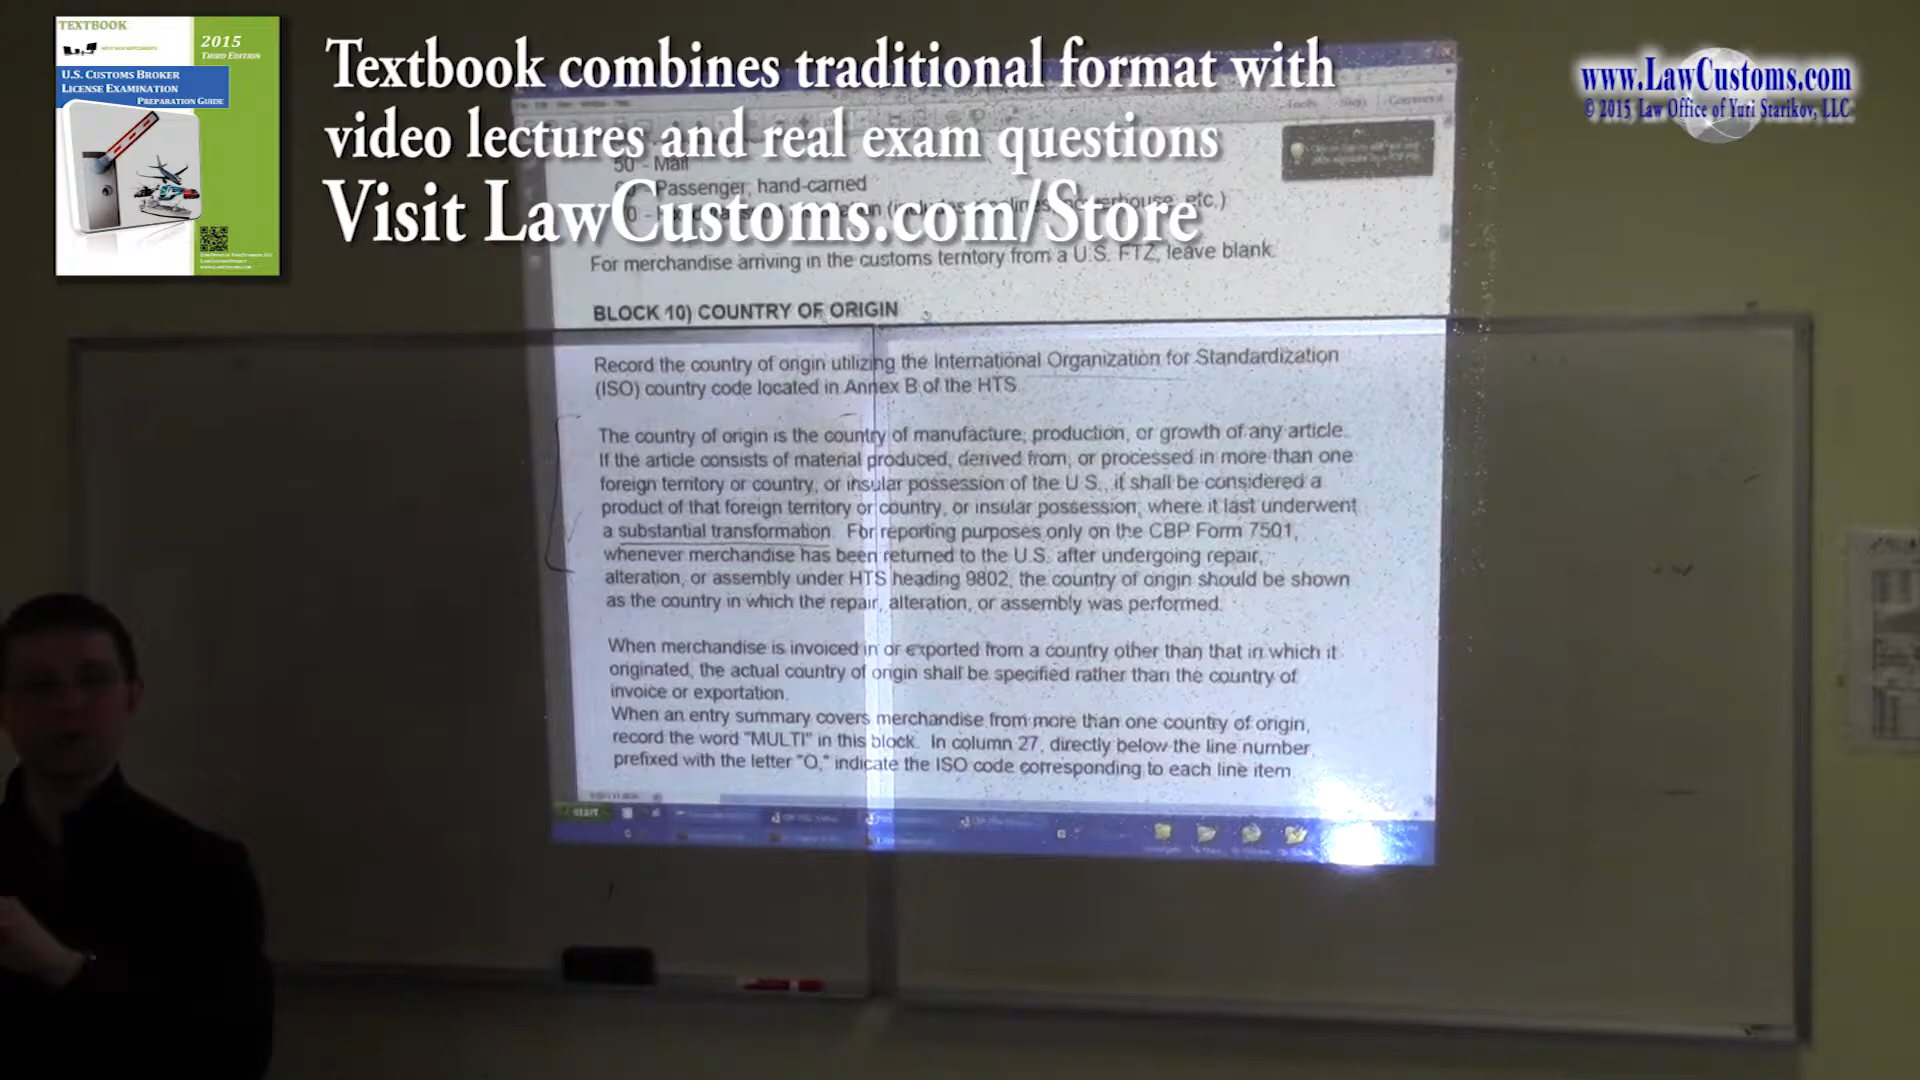 TEXTBOOK
2015
THIRD EDITION
U.S. CUSTOMS BROKER
LICENSE EXAMINATION
PREPARATION GUIDE
Textbook combines traditional format with
video lectures and real exam questions
Visit LawCustoms.com/Store
www.LawCustoms.com
© 2015 Law Office of Yuri Starikov, LLC
50 - Mail
Passenger, hand-carried
For merchandise arriving in the customs territory from a U.S. FTZ, leave blank.
BLOCK 10) COUNTRY OF ORIGIN
Record the country of origin utilizing the International Organization for Standardization
(ISO) country code located in Annex B of the HTS
The country of origin is the country of manufacture, production, or growth of any article.
If the article consists of material produced, derived from, or processed in more than one
foreign territory or country, or insular possession of the U.S., it shall be considered a
product of that foreign territory or country, or insular possession, where it last underwent
a substantial transformation. For reporting purposes only on the CBP Form 7501,
whenever merchandise has been returned to the U.S. after undergoing repair,
alteration, or assembly under HTS heading 9802, the country of origin should be shown
as the country in which the repair, alteration, or assembly was performed.
When merchandise is invoiced in or exported from a country other than that in which it
originated, the actual country of origin shall be specified rather than the country of
invoice or exportation.
When an entry summary covers merchandise from more than one country of origin,
record the word "MULTI" in this block. In column 27, directly below the line number,
prefixed with the letter "O," indicate the ISO code corresponding to each line item
start